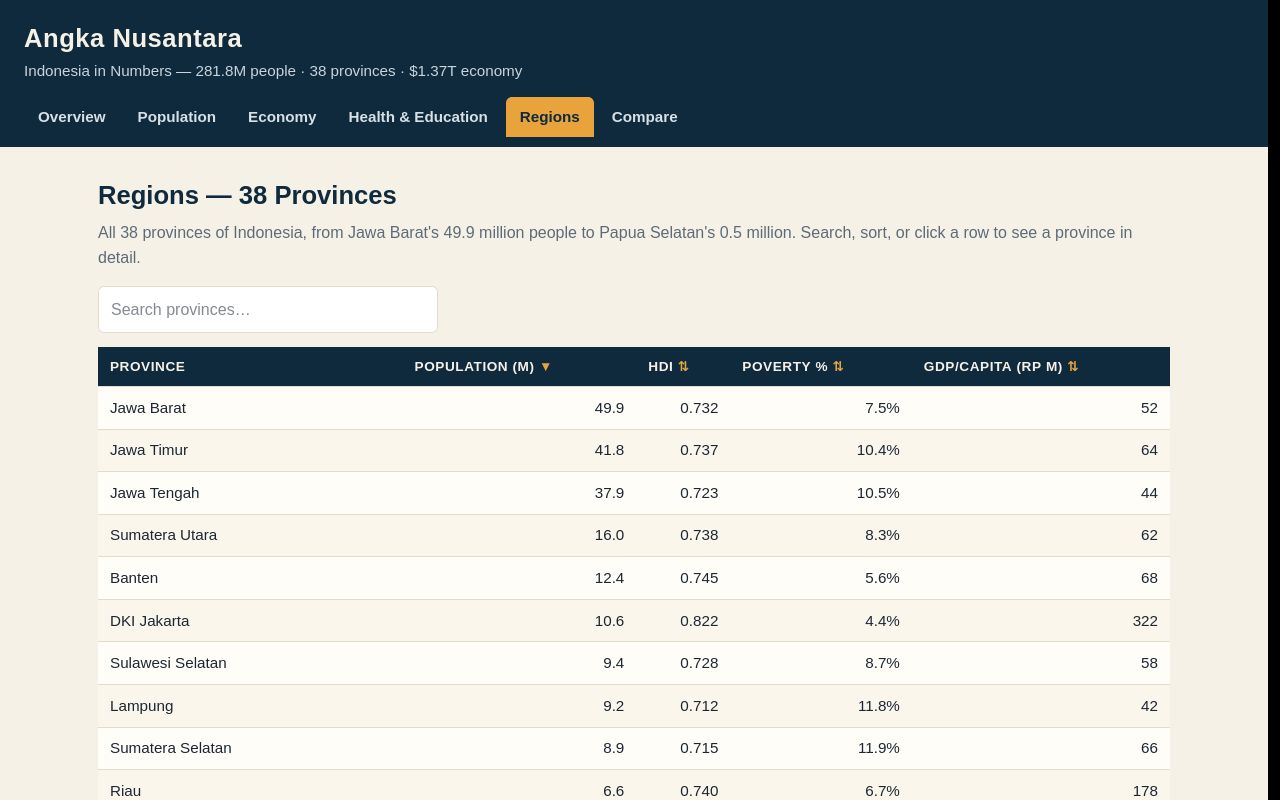 Angka Nusantara
Indonesia in Numbers — 281.8M people · 38 provinces · $1.37T economy
Overview Population Economy Health & Education Regions Compare
Regions — 38 Provinces
All 38 provinces of Indonesia, from Jawa Barat's 49.9 million people to Papua Selatan's 0.5 million. Search, sort, or click a row to see a province in
detail.
Search provinces…
PROVINCE POPULATION (M) ▼ HDI ⇅ POVERTY % ⇅ GDP/CAPITA (RP M) ⇅
Jawa Barat 49.9 0.732 7.5% 52
Jawa Timur 41.8 0.737 10.4% 64
Jawa Tengah 37.9 0.723 10.5% 44
Sumatera Utara 16.0 0.738 8.3% 62
Banten 12.4 0.745 5.6% 68
DKI Jakarta 10.6 0.822 4.4% 322
Sulawesi Selatan 9.4 0.728 8.7% 58
Lampung 9.2 0.712 11.8% 42
Sumatera Selatan 8.9 0.715 11.9% 66
Riau 6.6 0.740 6.7% 178